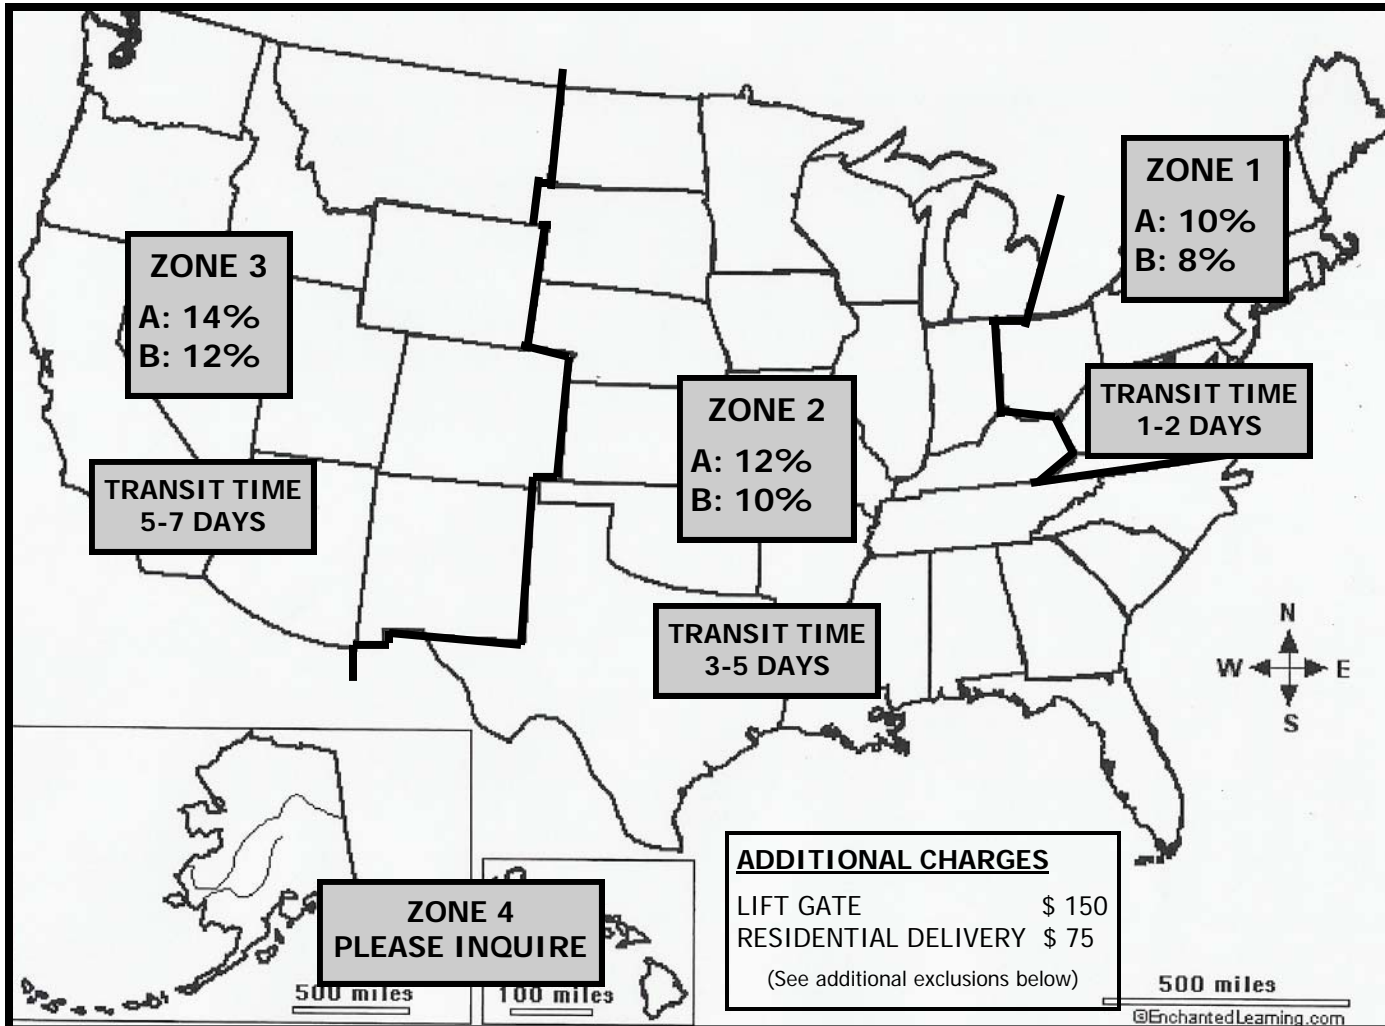 ZONE 1
A: 10%
B: 8%
ZONE 3
A: 14%
B: 12%
TRANSIT TIME
1-2 DAYS
ZONE 2
A: 12%
B: 10%
TRANSIT TIME
5-7 DAYS
N
W E
S
TRANSIT TIME
3-5 DAYS
ADDITIONAL CHARGES
LIFT GATE $ 150
RESIDENTIAL DELIVERY $ 75
(See additional exclusions below)
ZONE 4
PLEASE INQUIRE
500 miles
100 miles
500 miles
©EnchantedLearning.com